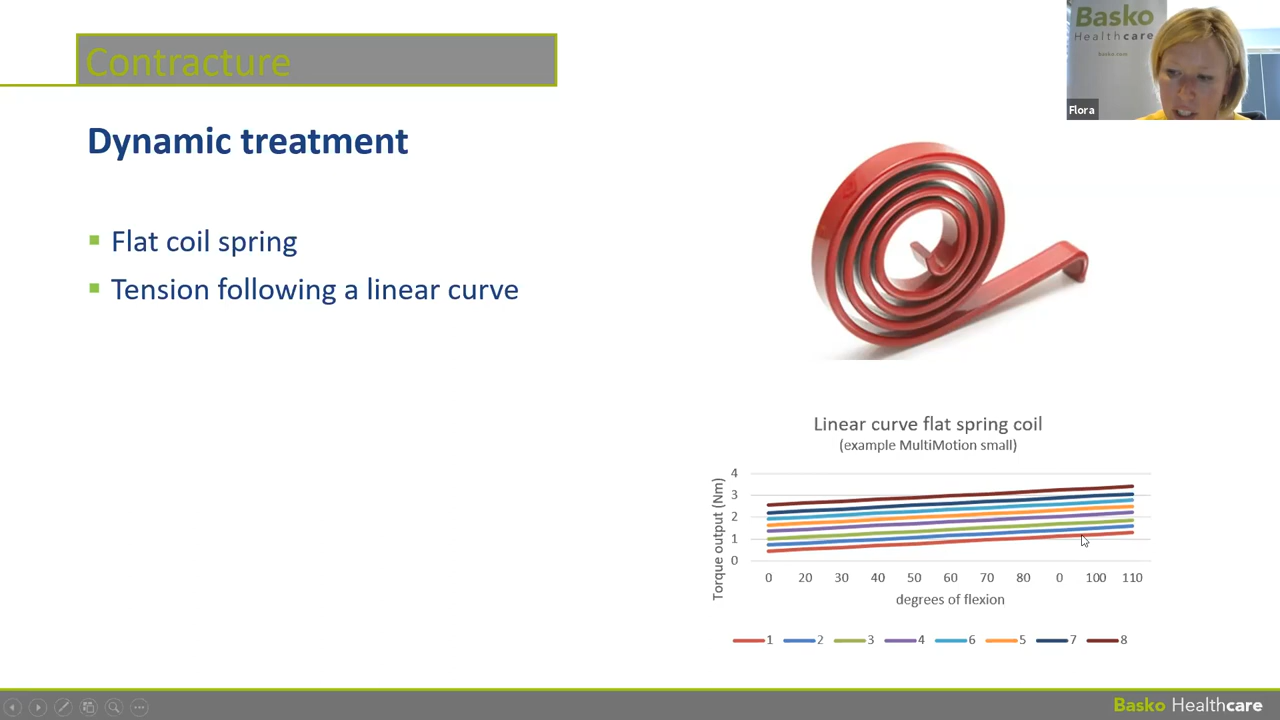 Contracture
Basko
Healthcare
Flora
Dynamic treatment
Flat coil spring
Tension following a linear curve
Linear curve flat spring coil
(example MultiMotion small)
Torque output (Nm)
4
3
2
1
0
0 20 30 40 50 60 70 80 0 100 110
degrees of flexion
1 2 3 4 6 5 7 8
Basko Healthcare